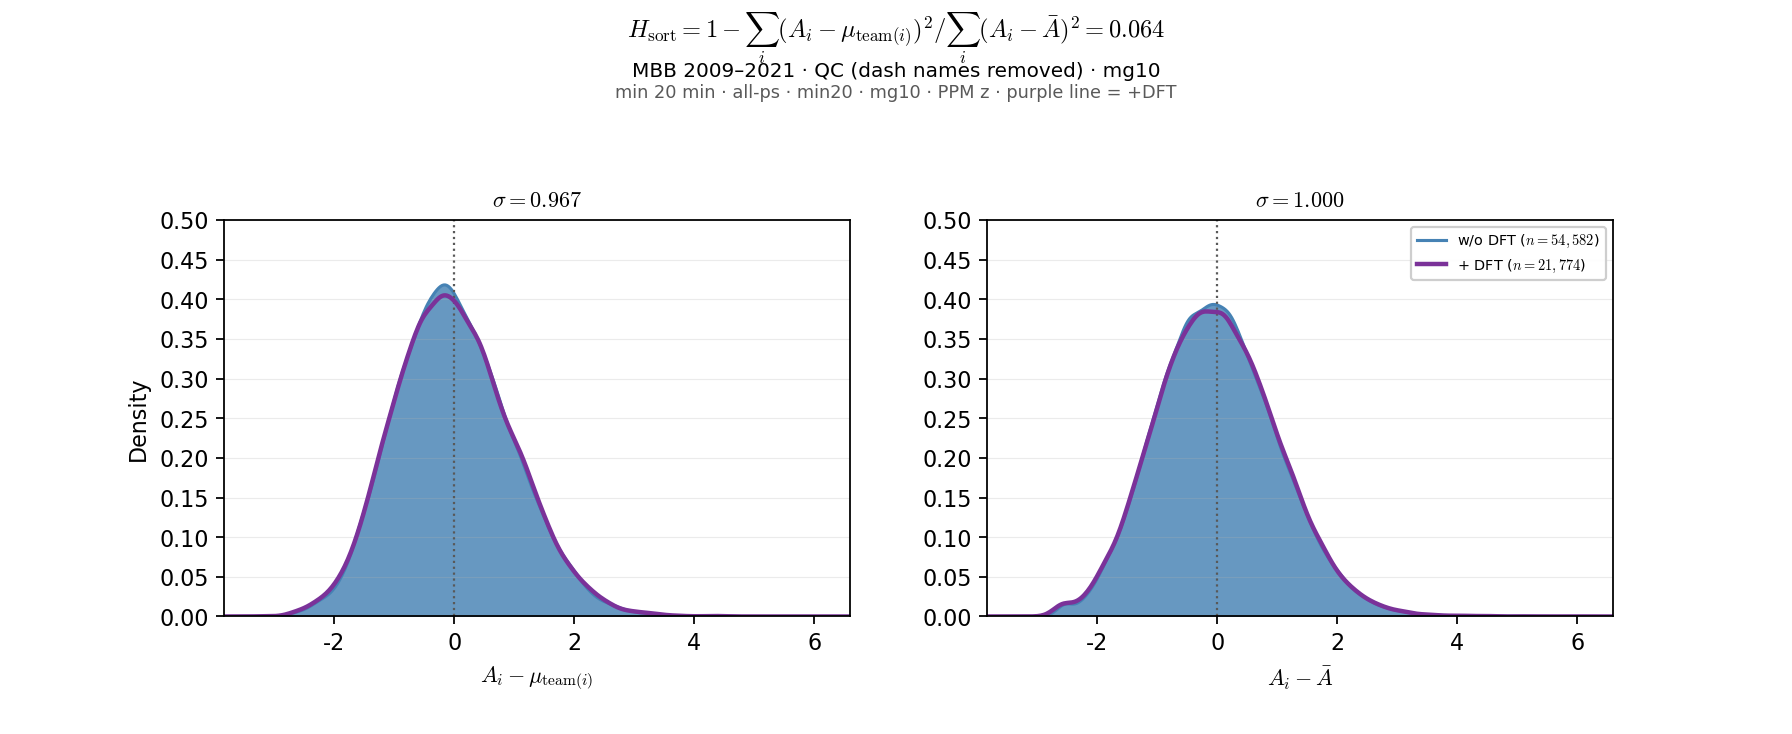 H_sort = 1 − ∑_i (A_i − μ_team(i))² / ∑_i (A_i − Ā)² = 0.064
MBB 2009–2021 · QC (dash names removed) · mg10
min 20 min · all-ps · min20 · mg10 · PPM z · purple line = +DFT
σ = 0.967
0.50
0.45
0.40
0.35
0.30
0.25
0.20
0.15
0.10
0.05
0.00
Density
-2 0 2 4 6
A_i − μ_team(i)
σ = 1.000
w/o DFT (n = 54,582)
+ DFT (n = 21,774)
0.50
0.45
0.40
0.35
0.30
0.25
0.20
0.15
0.10
0.05
0.00
-2 0 2 4 6
A_i − Ā